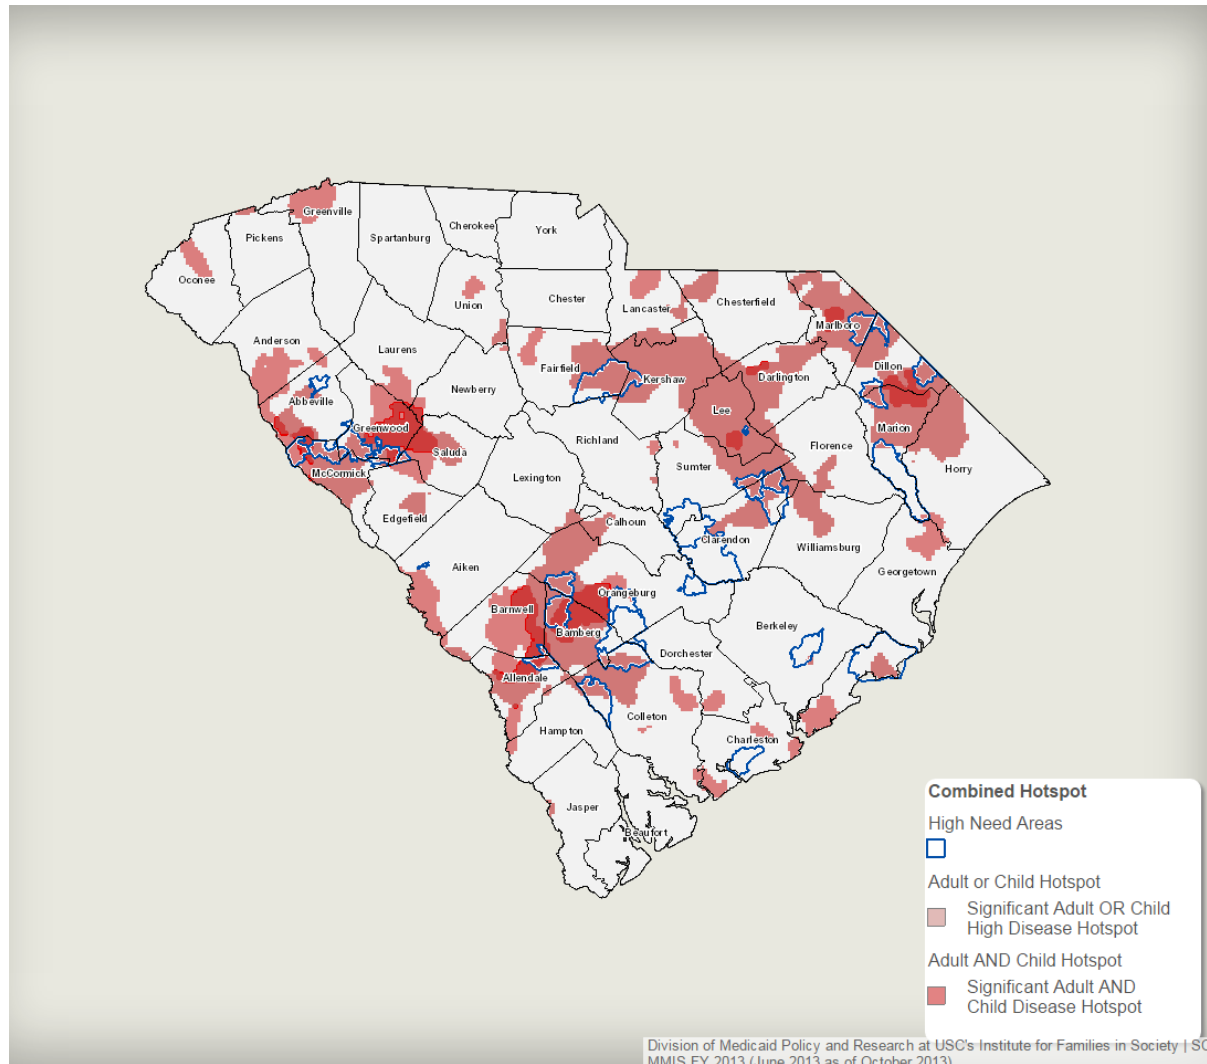 Greenville
Cherokee
York
Pickens
Spartanburg
Oconee
Union
Chester
Lancaster
Chesterfield
Marlboro
Anderson
Laurens
Fairfield
Kershaw
Darlington
Dillon
Newberry
Abbeville
Lee
Greenwood
Marion
Richland
Florence
Saluda
McCormick
Lexington
Sumter
Horry
Edgefield
Calhoun
Clarendon
Williamsburg
Aiken
Georgetown
Orangeburg
Barnwell
Bamberg
Berkeley
Dorchester
Allendale
Colleton
Hampton
Charleston
Jasper
Beaufort
Combined Hotspot
High Need Areas
Adult or Child Hotspot
Significant Adult OR Child
High Disease Hotspot
Adult AND Child Hotspot
Significant Adult AND
Child Disease Hotspot
Division of Medicaid Policy and Research at USC's Institute for Families in Society | SC
MMIS FY 2013 (June 2013 as of October 2013)